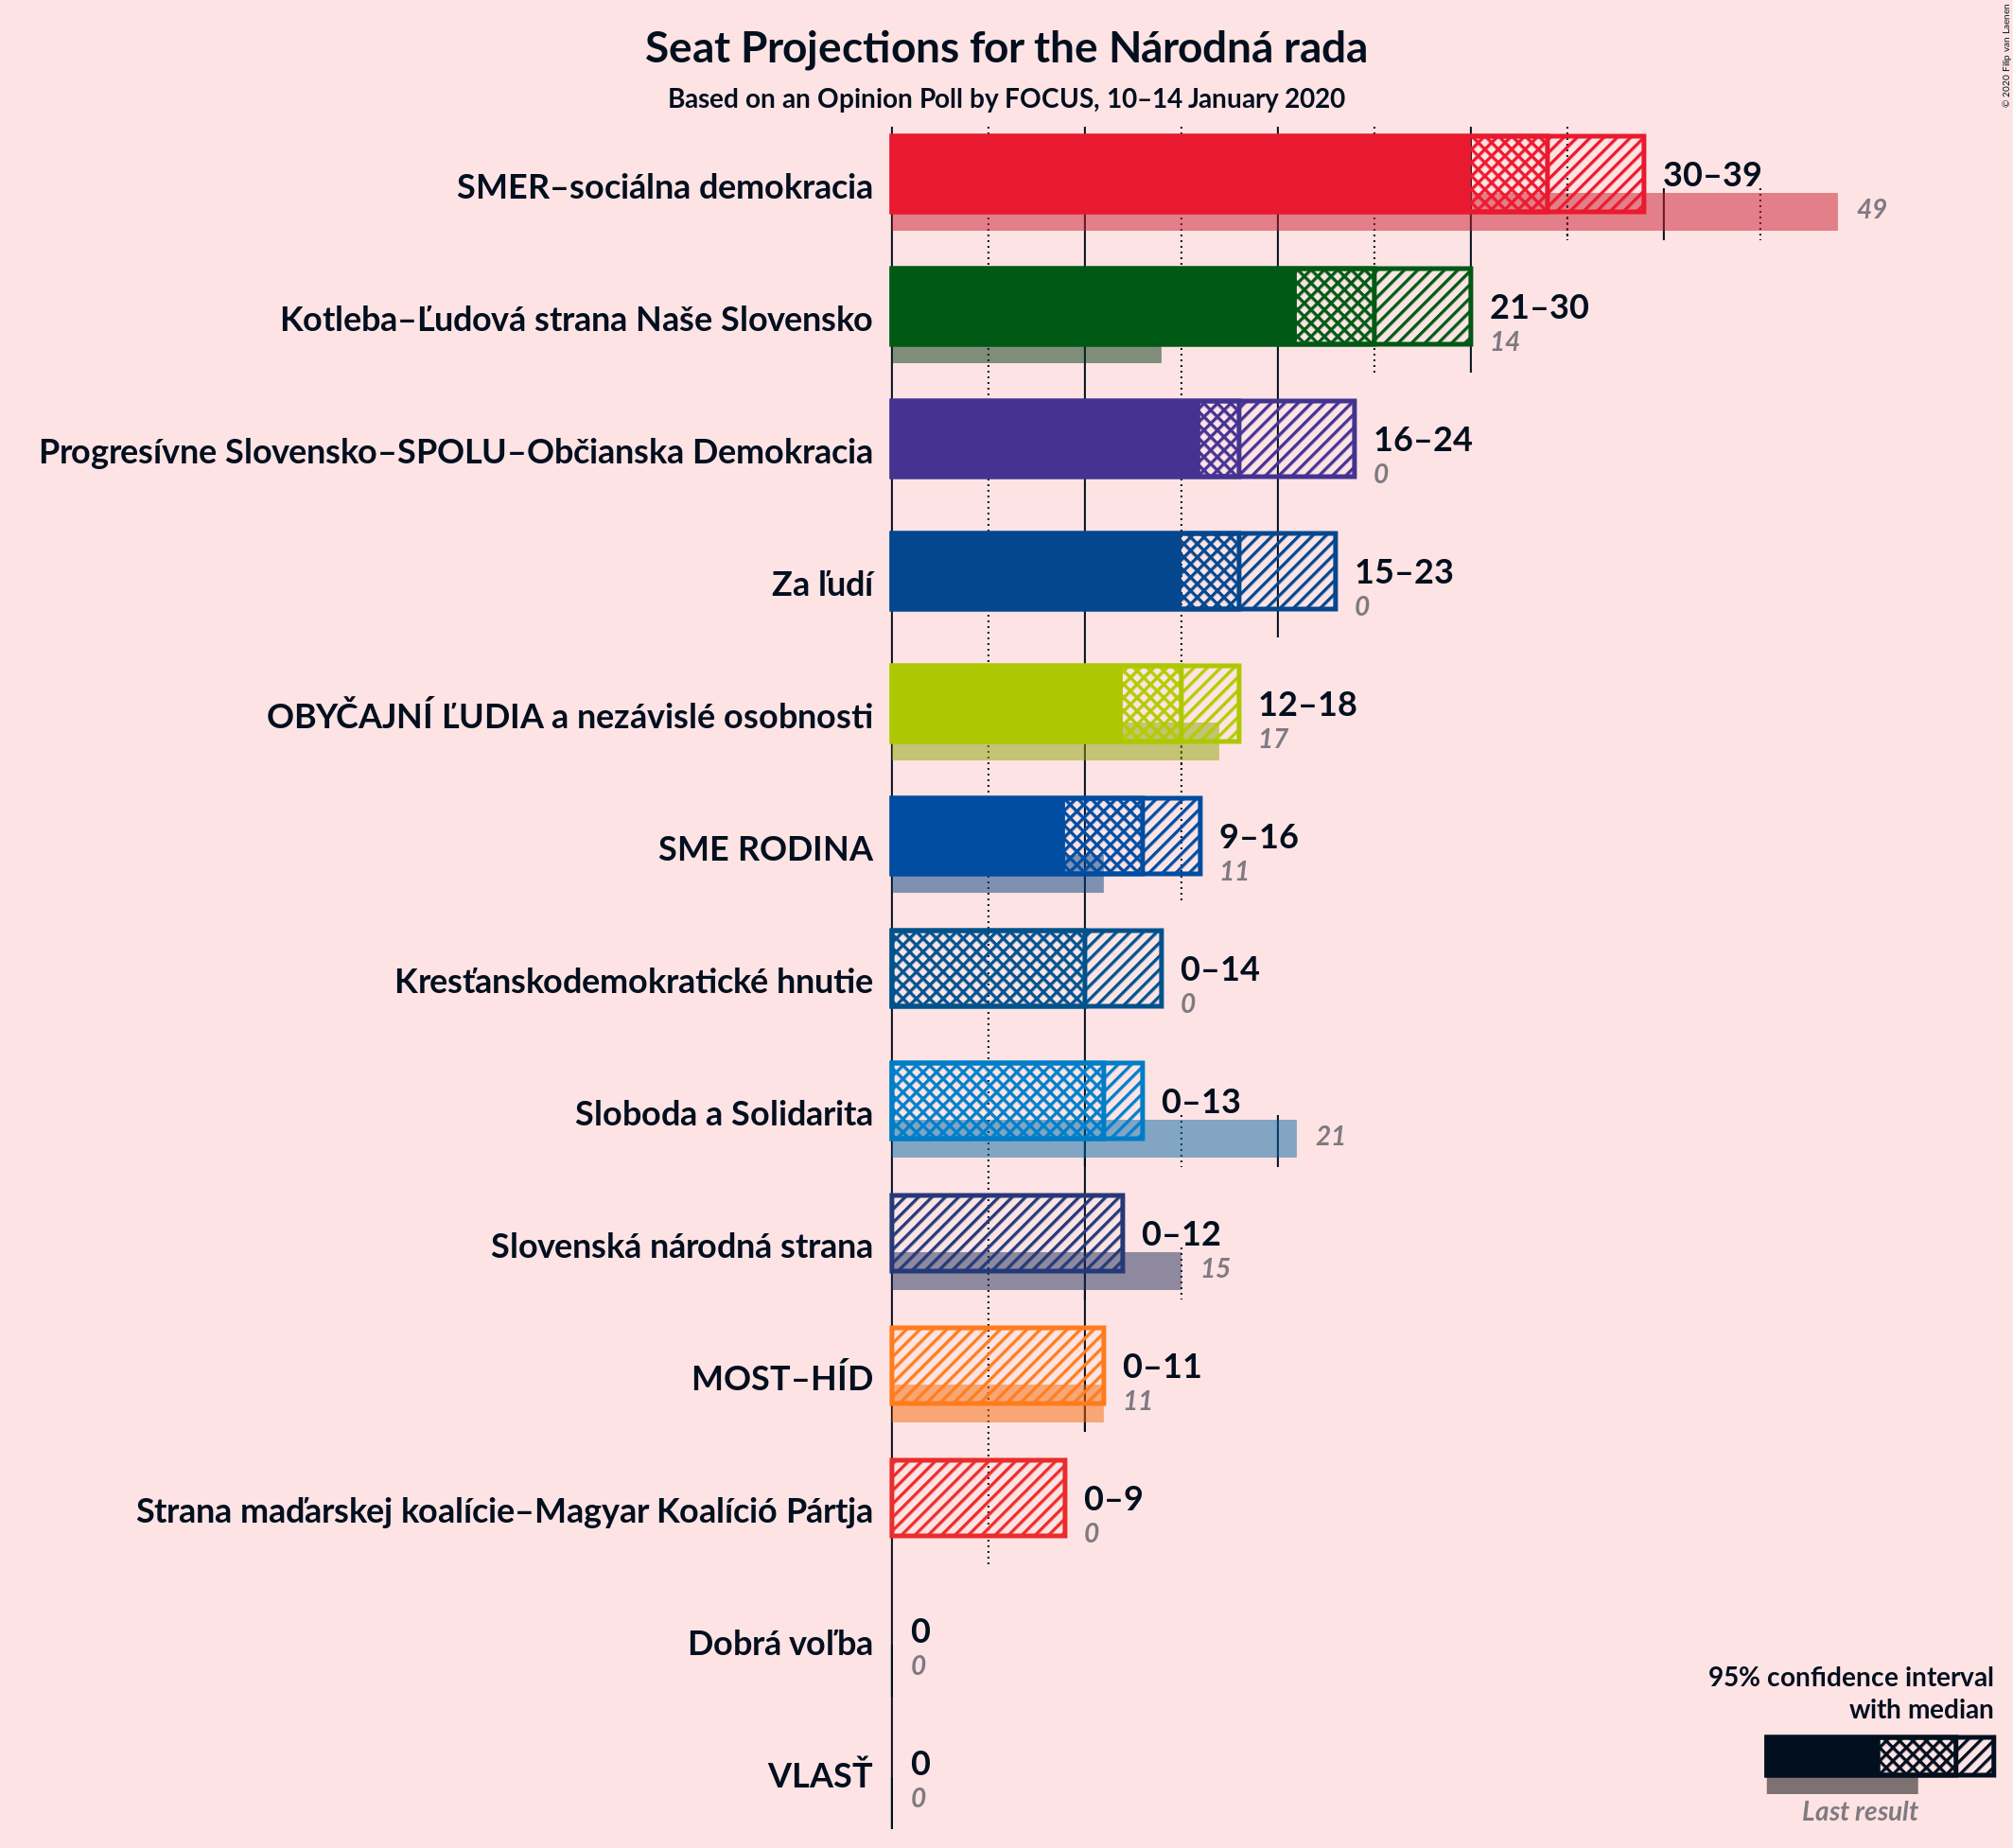 Seat Projections for the Národná rada
Based on an Opinion Poll by FOCUS, 10–14 January 2020
© 2020 Filip van Laenen
SMER–sociálna demokracia
30–39
49
Kotleba–Ľudová strana Naše Slovensko
21–30
14
Progresívne Slovensko–SPOLU–Občianska Demokracia
16–24
0
Za ľudí
15–23
0
OBYČAJNÍ ĽUDIA a nezávislé osobnosti
12–18
17
SME RODINA
9–16
11
Kresťanskodemokratické hnutie
0–14
0
Sloboda a Solidarita
0–13
21
Slovenská národná strana
0–12
15
MOST–HÍD
0–11
11
Strana maďarskej koalície–Magyar Koalíció Pártja
0–9
0
Dobrá voľba
0
0
VLASŤ
0
0
95% confidence interval
with median
Last result